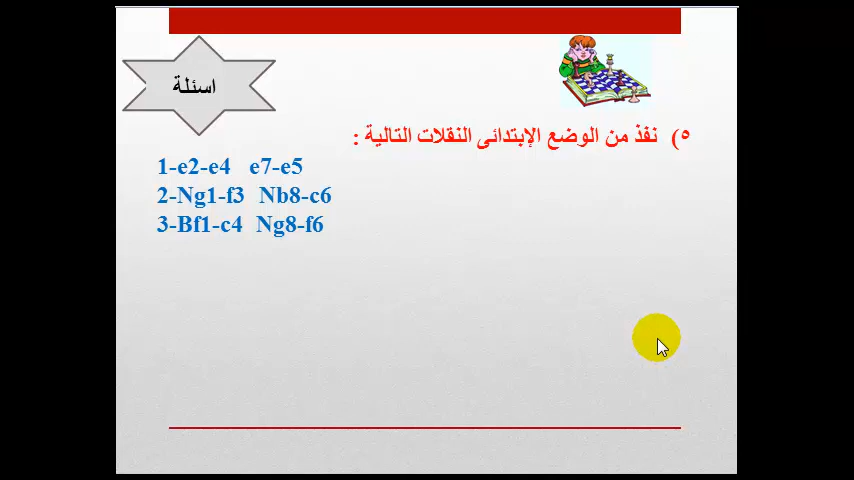 اسئلة
٥) نفذ من الوضع الإبتدائى النقلات التالية :
1-e2-e4 e7-e5
2-Ng1-f3 Nb8-c6
3-Bf1-c4 Ng8-f6